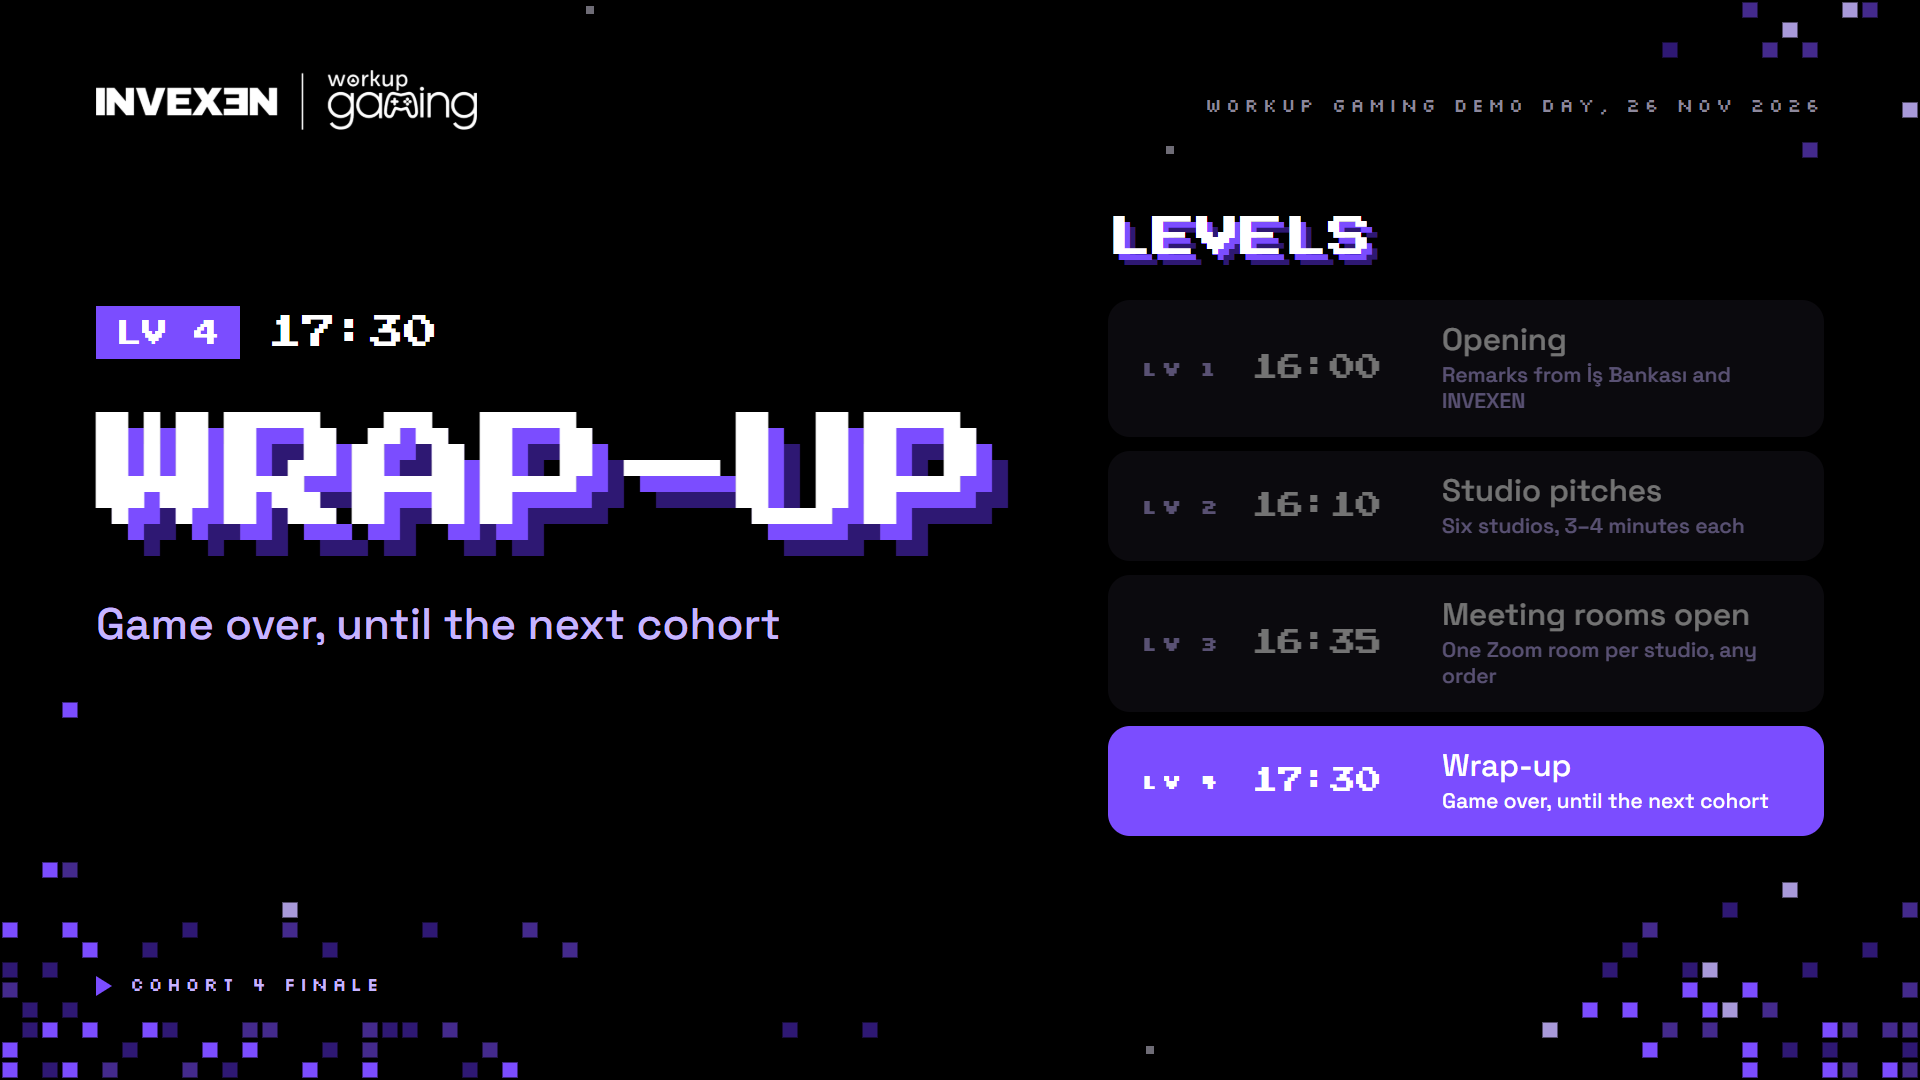 INVEXEN
workup
gaming
WORKUP GAMING DEMO DAY, 26 NOV 2026
LV 4 17:30
WRAP-UP
Game over, until the next cohort
COHORT 4 FINALE
LEVELS
LV 1 16:00 Opening
Remarks from İş Bankası and
INVEXEN
LV 2 16:10 Studio pitches
Six studios, 3–4 minutes each
LV 3 16:35 Meeting rooms open
One Zoom room per studio, any
order
LV 4 17:30 Wrap-up
Game over, until the next cohort